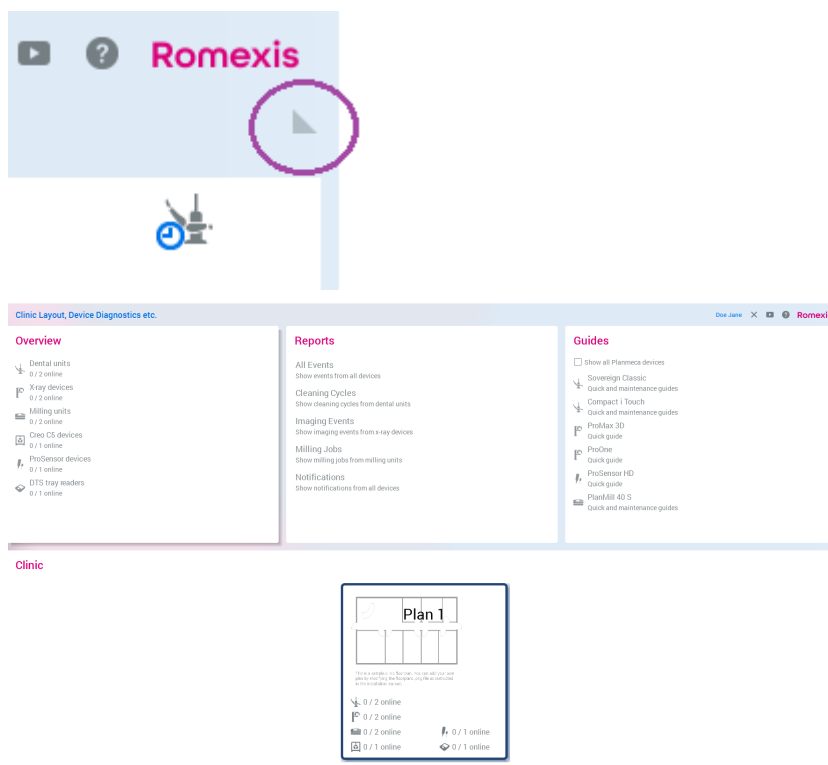 Romexis
Clinic Layout, Device Diagnostics etc.
Doe Jane
Romexi
Overview
Dental units
0 / 2 online
X-ray devices
0 / 2 online
Milling units
0 / 2 online
Creo C5 devices
0 / 1 online
ProSensor devices
0 / 1 online
DTS tray readers
0 / 1 online
Reports
All Events
Show events from all devices
Cleaning Cycles
Show cleaning cycles from dental units
Imaging Events
Show imaging events from x-ray devices
Milling Jobs
Show milling jobs from milling units
Notifications
Show notifications from all devices
Guides
Show all Planmeca devices
Sovereign Classic
Quick and maintenance guides
Compact i Touch
Quick and maintenance guides
ProMax 3D
Quick guide
ProOne
Quick guide
ProSensor HD
Quick guide
PlanMill 40 S
Quick and maintenance guides
Clinic
Plan 1
0 / 2 online
0 / 2 online
0 / 2 online
0 / 1 online
0 / 1 online
0 / 1 online